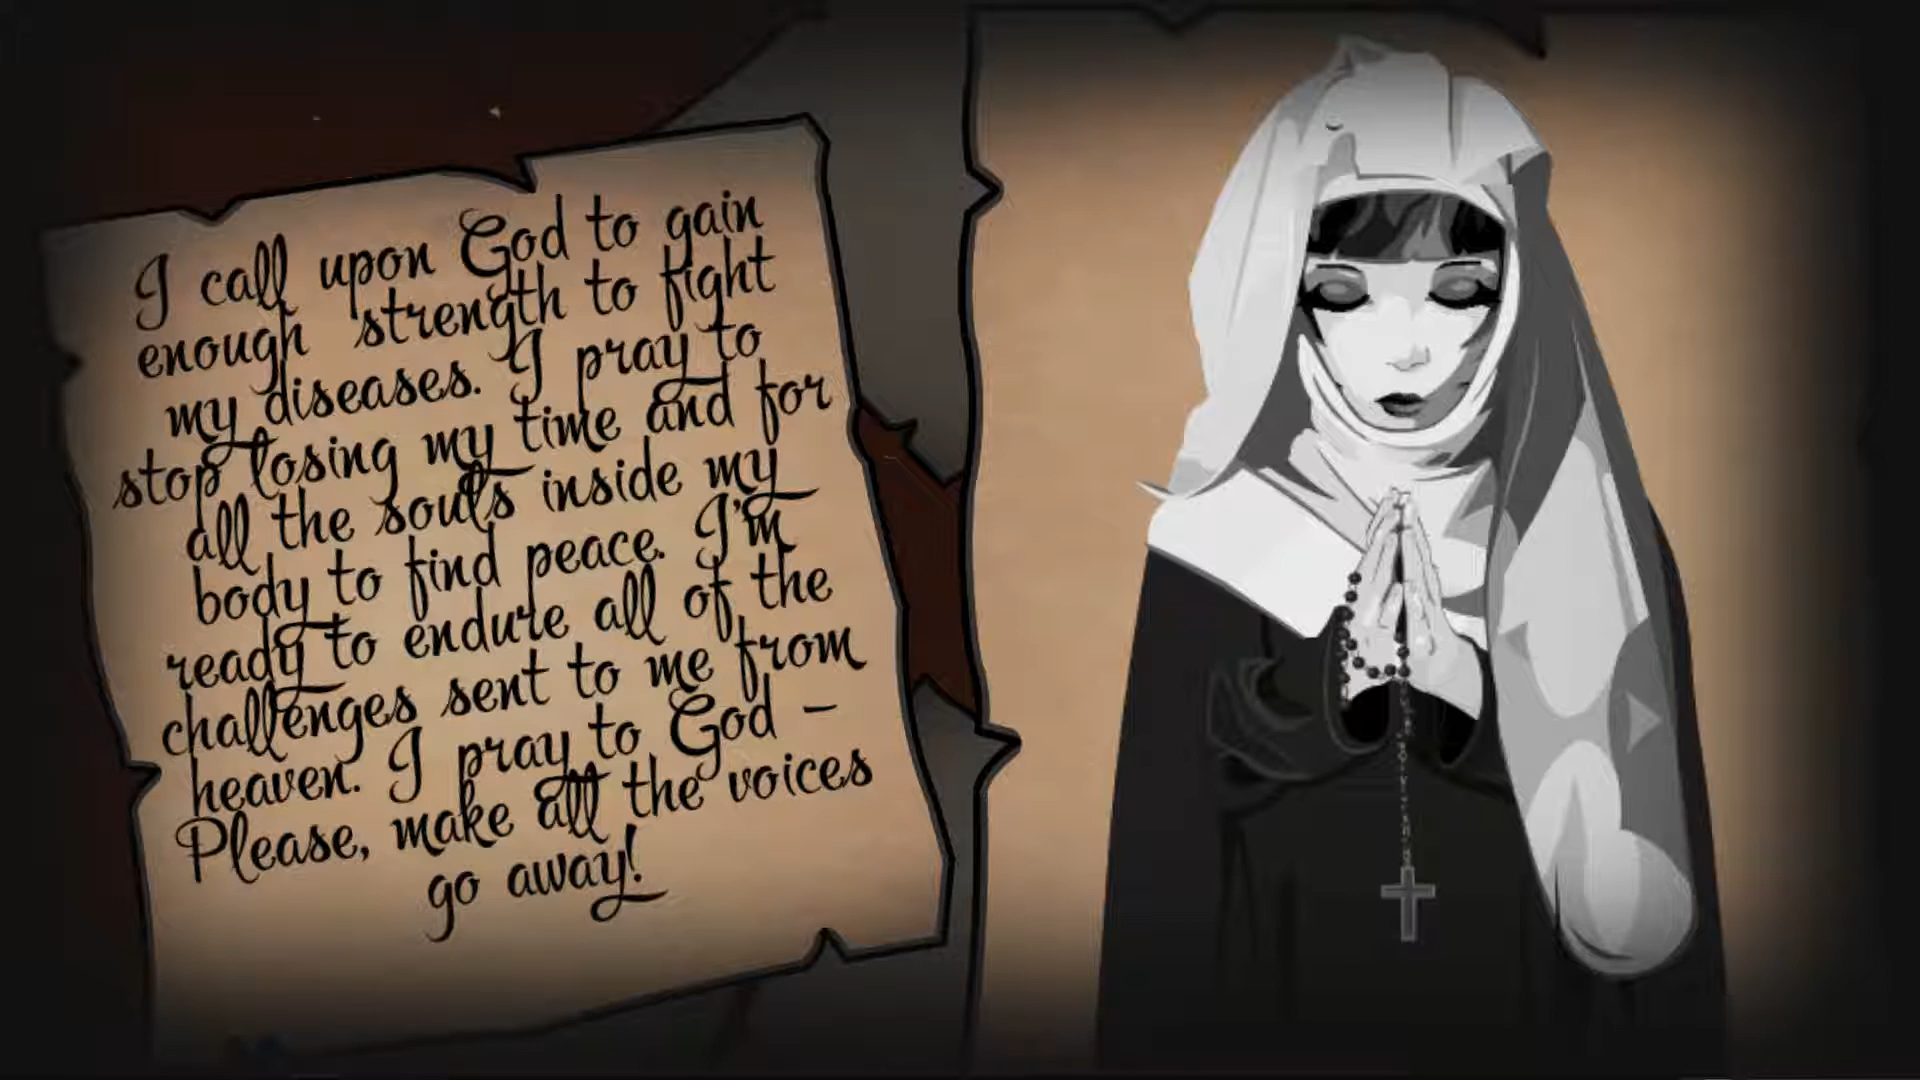 I call upon God to gain
enough strength to fight
my diseases. I pray to
stop losing my time and for
all the souls inside my
body to find peace. I'm
ready to endure all of the
challenges sent to me from
heaven. I pray to God -
Please, make all the voices
go away!